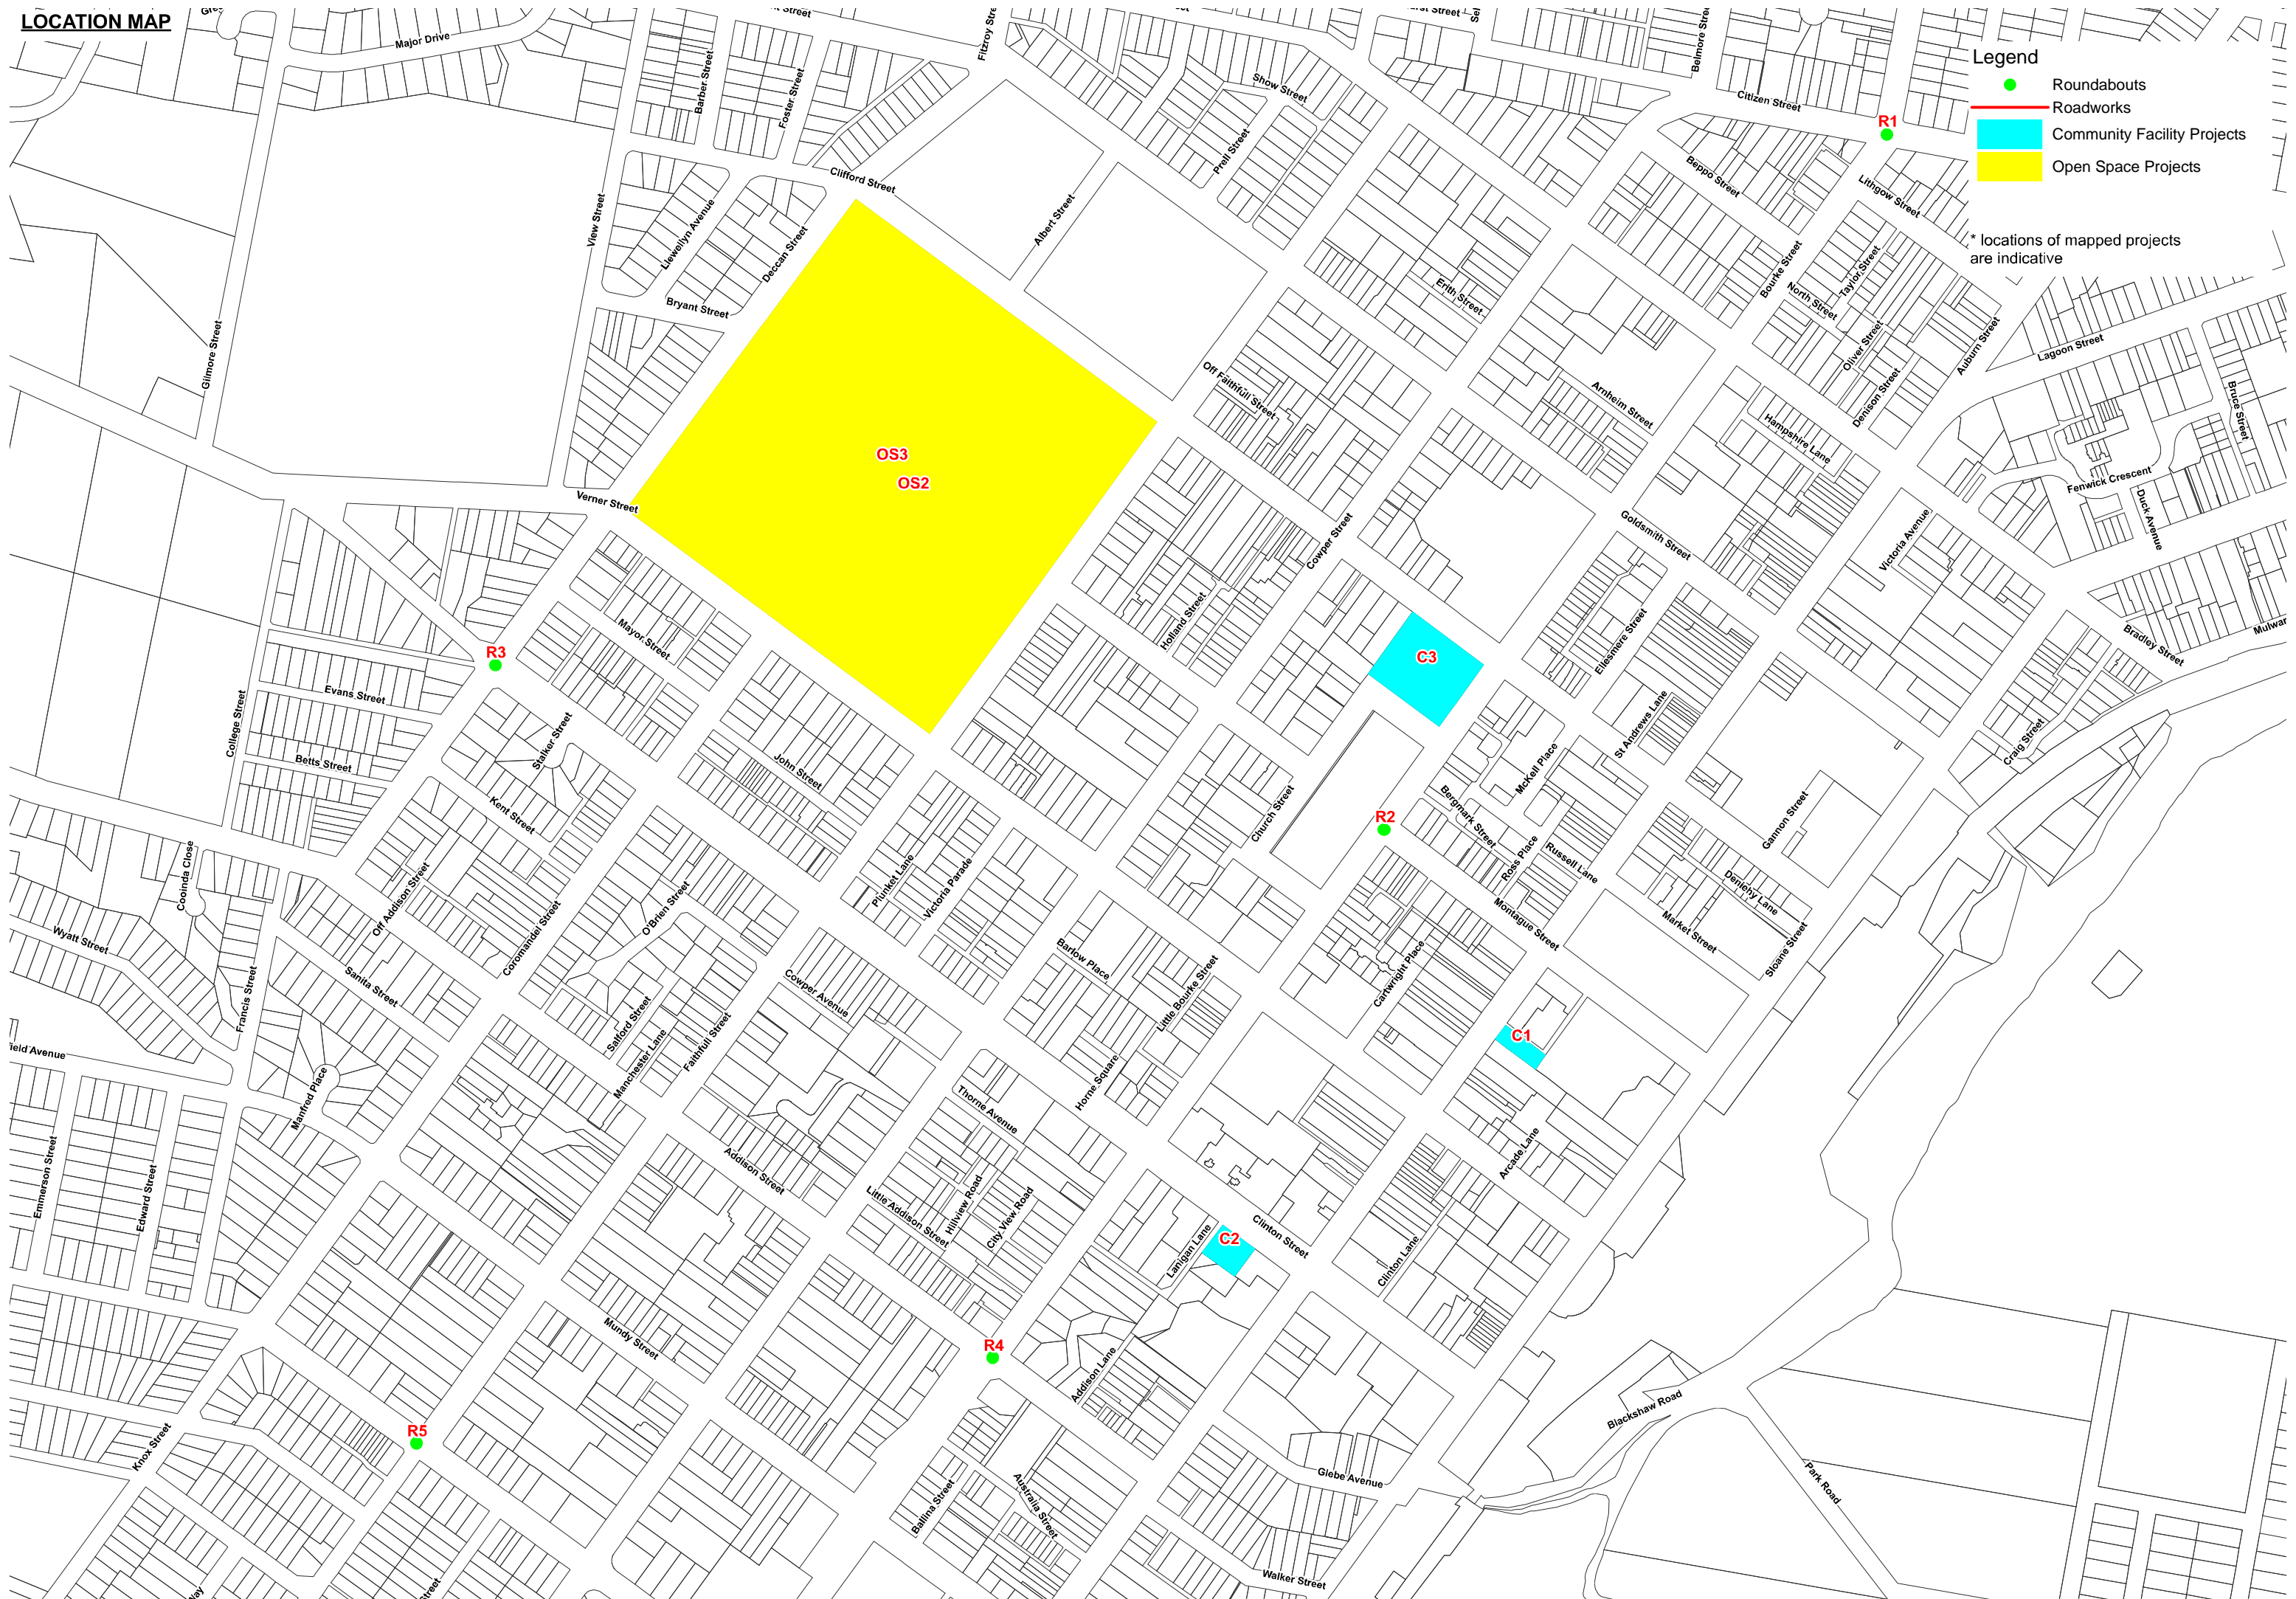 LOCATION MAP
Major Drive
Barber Street
Foster Street
Fitzroy
Show Street
Prell Street
Belmore
Citizen Street
R1
Legend
Roundabouts
Roadworks
Community Facility Projects
Open Space Projects
* locations of mapped projects
are indicative
Clifford Street
Albert Street
View Street
Llewellyn Avenue
Deccan Street
Bryant Street
Gilmore Street
Beppo Street
Lithgow Street
Bourke Street
Taylor Street
North Street
Oliver Street
Denison Street
Auburn Street
Lagoon Street
Bruce Street
Erith Street
Off Faithfull Street
Arnheim Street
Hampshire Lane
Fenwick Crescent
Duck Avenue
OS3
OS2
Verner Street
Cowper Street
Goldsmith Street
Victoria Avenue
Holland Street
Ellesmere Street
Bradley Street
Mulwar
Mayor Street
R3
C3
Evans Street
College Street
Stalker Street
Betts Street
John Street
St Andrews Lane
Craig Street
McKell Place
Kent Street
Church Street
R2
Bergmark Street
Ross Place
Russell Lane
Gannon Street
Cooinda Close
Off Addison Street
Plunket Lane
Victoria Parade
Montague Street
Deniehy Lane
Market Street
Sloane Street
Wyatt Street
Coromandel Street
O'Brien Street
Barlow Place
Cartwright Place
Little Bourke Street
Sanita Street
Francis Street
Cowper Avenue
Salford Street
Manchester Lane
Faithfull Street
C1
field Avenue
Manfred Place
Horne Square
Thorne Avenue
Emmerson Street
Edward Street
Addison Street
Little Addison Street
Hillview Road
City View Road
Arcade Lane
Clinton Street
C2
Lanigan Lane
Clinton Lane
Mundy Street
R4
Addison Lane
Blackshaw Road
R5
Knox Street
Glebe Avenue
Park Road
Ballina Street
Australia Street
Walker Street
Street